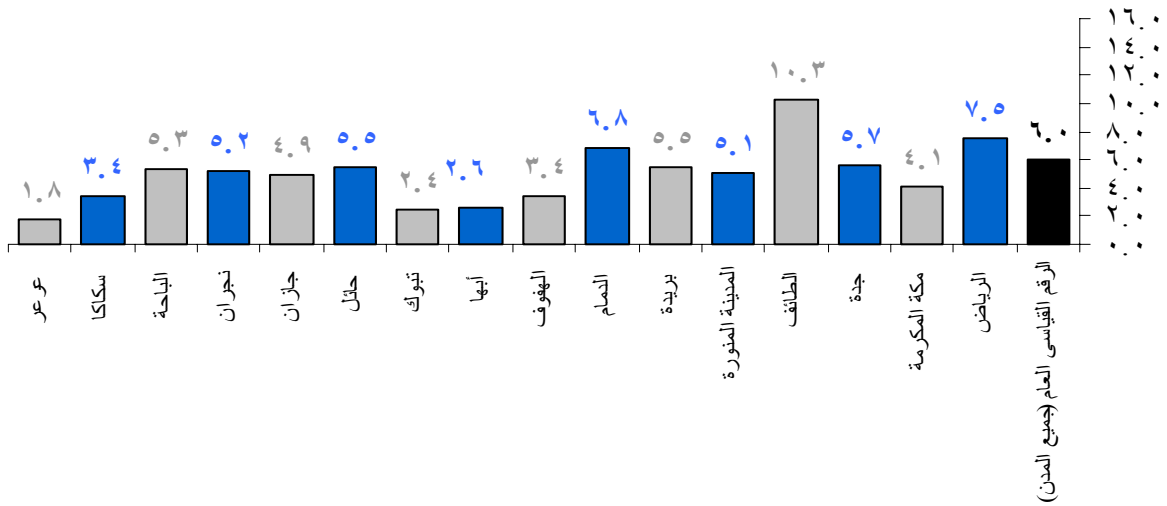 ١٦.٠
١٤.٠
١٢.٠
١٠.٠
٨.٠
٦.٠
٤.٠
٢.٠
٠.٠
٦.٠
٧.٥
٤.١
٥.٧
١٠.٣
٥.١
٥.٥
٦.٨
٣.٤
٢.٦
٢.٤
٥.٥
٤.٩
٥.٢
٥.٣
٣.٤
١.٨
الرقم القياسى العام (جميع المدن)
الرياض
مكة المكرمة
جدة
الطائف
المدينة المنورة
بريدة
الدمام
الهفوف
أبها
تبوك
حائل
جازان
نجران
الباحة
سكاكا
عرعر